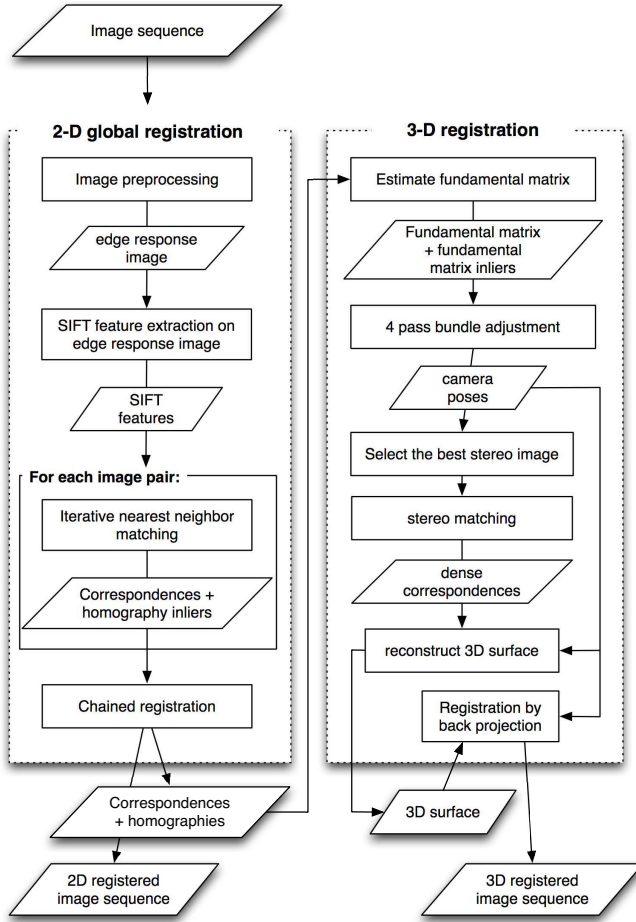 Image sequence
2-D global registration
Image preprocessing
edge response
image
SIFT feature extraction on
edge response image
SIFT
features
For each image pair:
Iterative nearest neighbor
matching
Correspondences +
homography inliers
Chained registration
Correspondences
+ homographies
2D registered
image sequence
3-D registration
Estimate fundamental matrix
Fundamental matrix
+ fundamental
matrix inliers
4 pass bundle adjustment
camera
poses
Select the best stereo image
stereo matching
dense
correspondences
reconstruct 3D surface
Registration by
back projection
3D surface
3D registered
image sequence